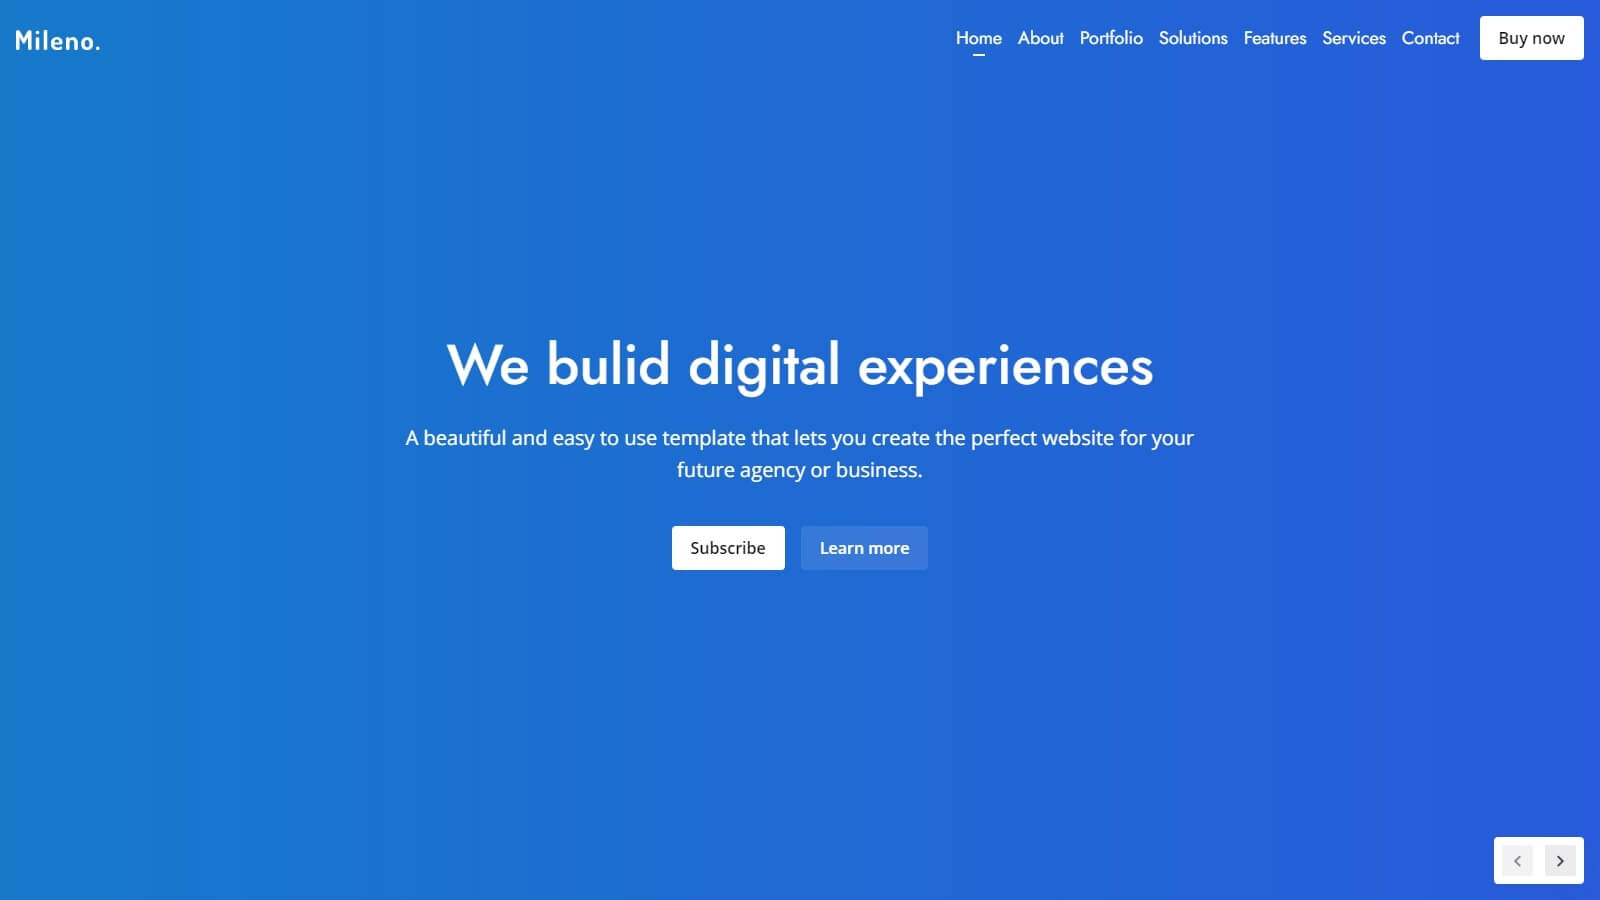 Mileno.
Home About Portfolio Solutions Features Services Contact Buy now
We bulid digital experiences
A beautiful and easy to use template that lets you create the perfect website for your
future agency or business.
Subscribe Learn more